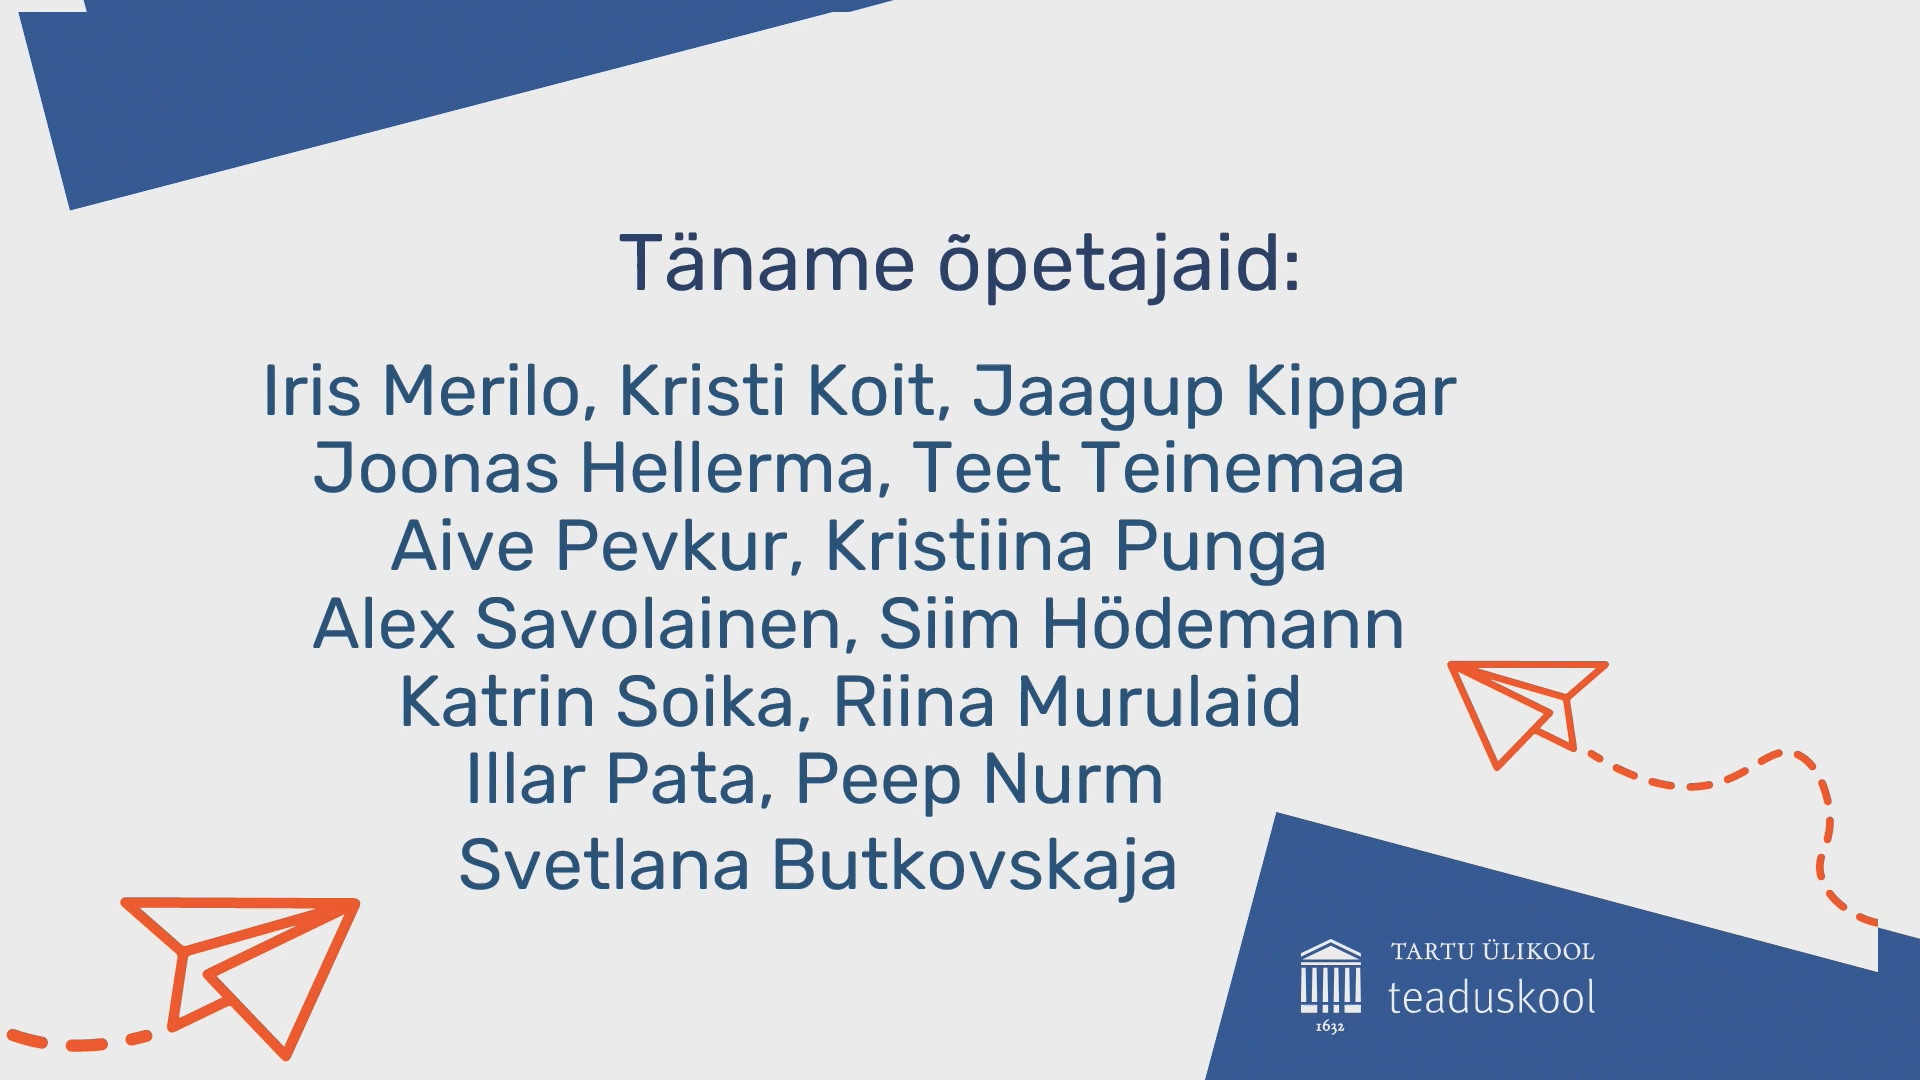 Täname õpetajaid:
Iris Merilo, Kristi Koit, Jaagup Kippar
Joonas Hellerma, Teet Teinemaa
Aive Pevkur, Kristiina Punga
Alex Savolainen, Siim Hödemann
Katrin Soika, Riina Murulaid
Illar Pata, Peep Nurm
Svetlana Butkovskaja
TARTU ÜLIKOOL
teaduskool
1632